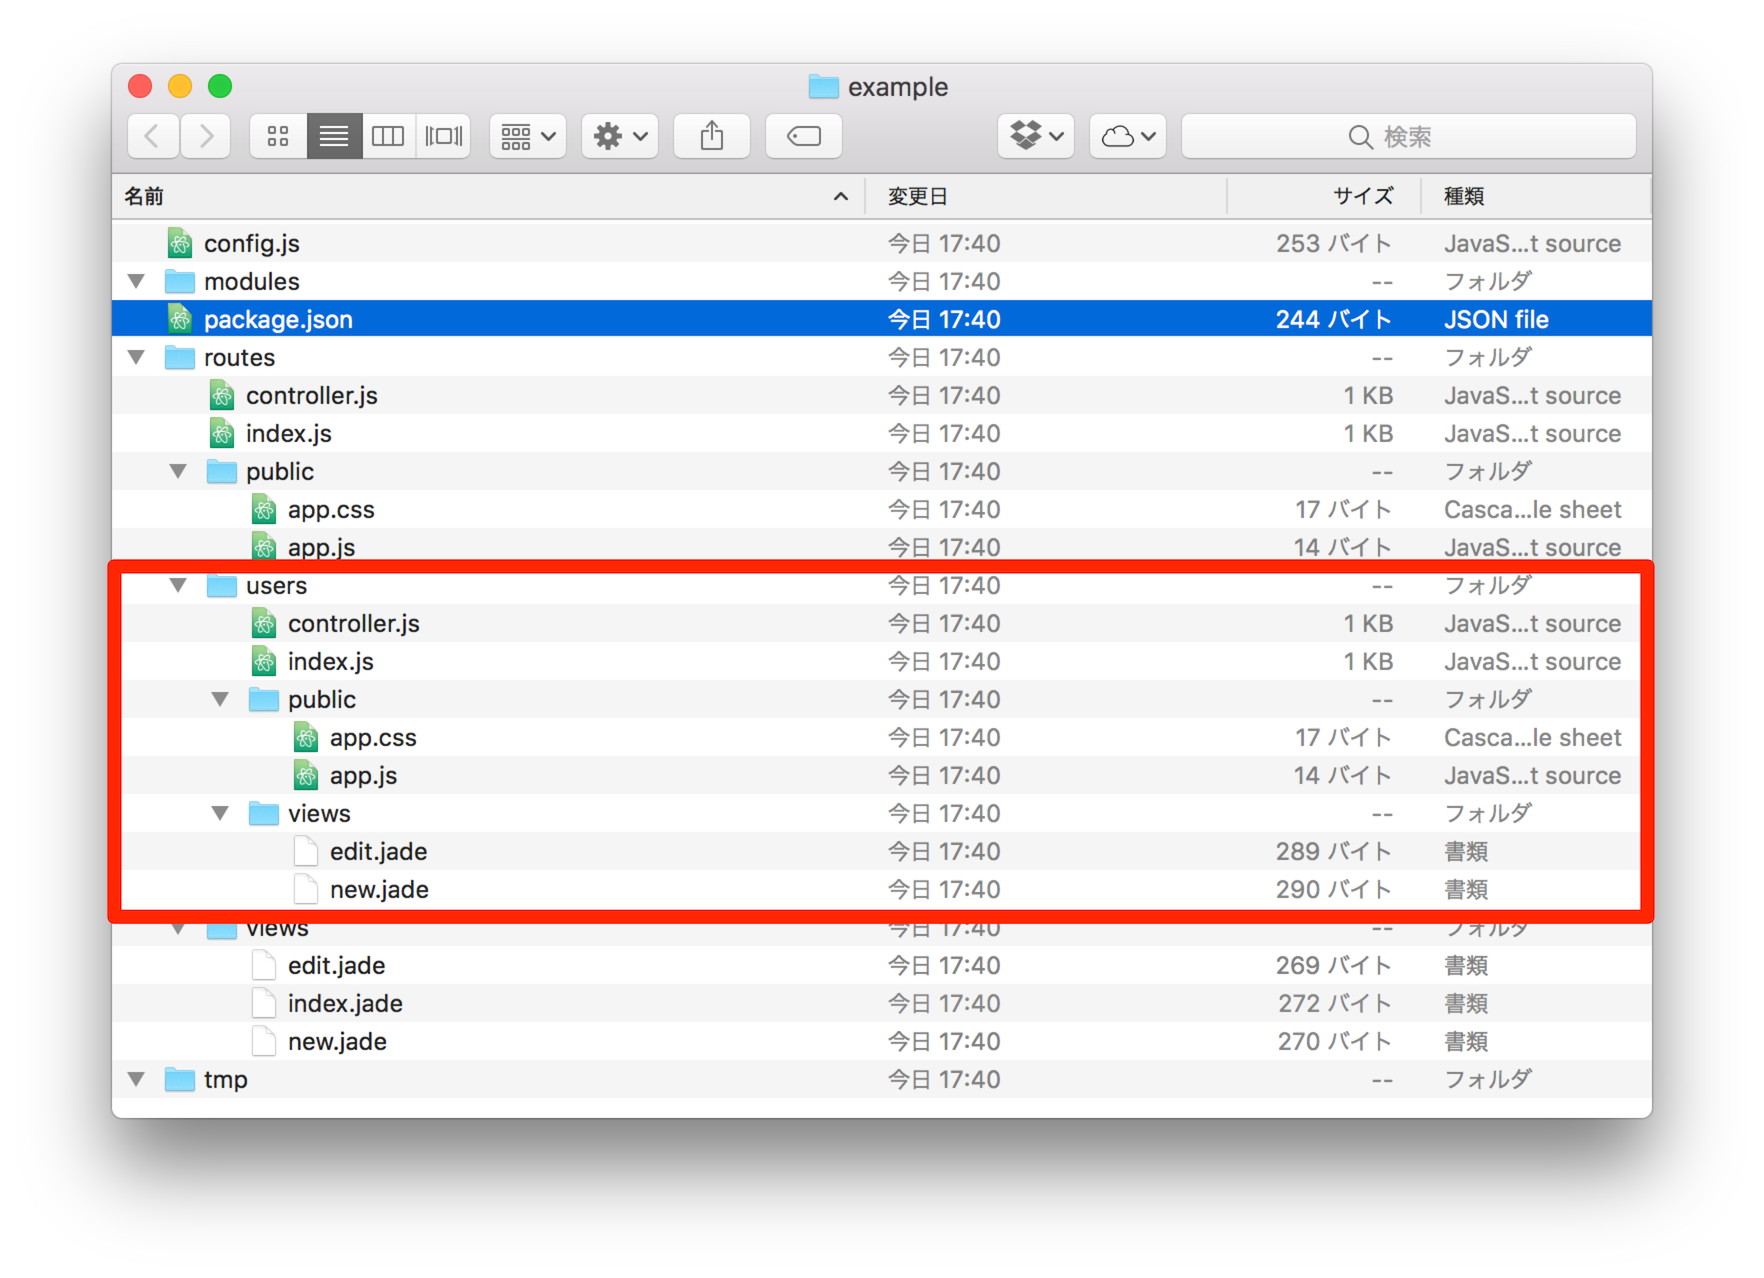 example
検索
名前 変更日 サイズ 種類
config.js 今日 17:40 253 バイト JavaS...t source
modules 今日 17:40 -- フォルダ
package.json 今日 17:40 244 バイト JSON file
routes 今日 17:40 -- フォルダ
controller.js 今日 17:40 1 KB JavaS...t source
index.js 今日 17:40 1 KB JavaS...t source
public 今日 17:40 -- フォルダ
app.css 今日 17:40 17 バイト Casca...le sheet
app.js 今日 17:40 14 バイト JavaS...t source
users 今日 17:40 -- フォルダ
controller.js 今日 17:40 1 KB JavaS...t source
index.js 今日 17:40 1 KB JavaS...t source
public 今日 17:40 -- フォルダ
app.css 今日 17:40 17 バイト Casca...le sheet
app.js 今日 17:40 14 バイト JavaS...t source
views 今日 17:40 -- フォルダ
edit.jade 今日 17:40 289 バイト 書類
new.jade 今日 17:40 290 バイト 書類
views 今日 17:40 -- フォルダ
edit.jade 今日 17:40 269 バイト 書類
index.jade 今日 17:40 272 バイト 書類
new.jade 今日 17:40 270 バイト 書類
tmp 今日 17:40 -- フォルダ